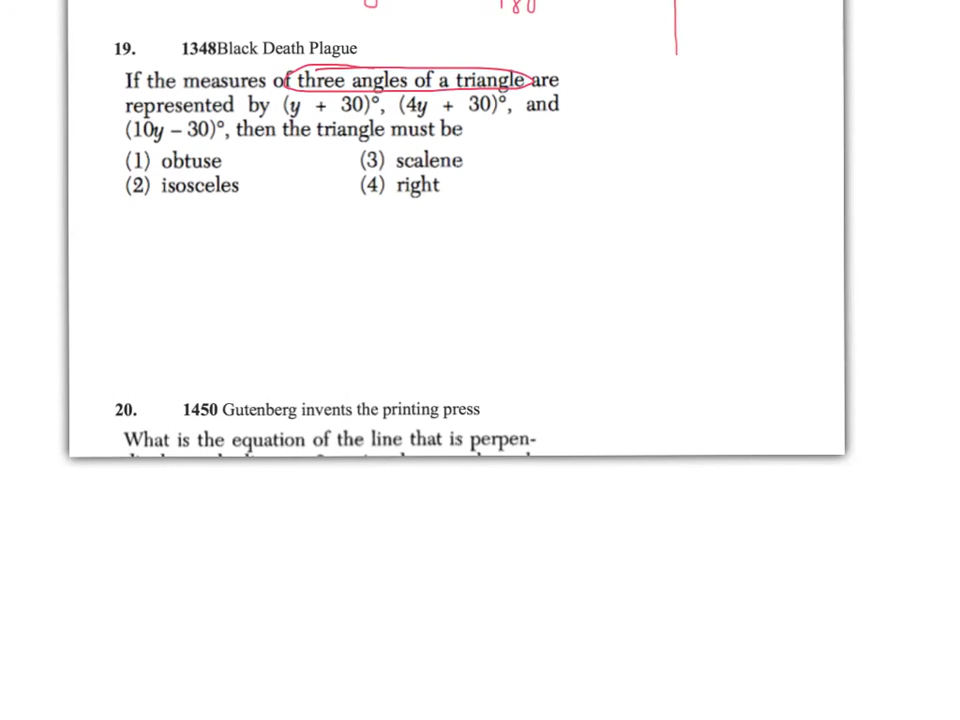 180
19. 1348Black Death Plague
If the measures of three angles of a triangle are
represented by (y + 30)°, (4y + 30)°, and
(10y – 30)°, then the triangle must be
(1) obtuse (3) scalene
(2) isosceles (4) right
20. 1450 Gutenberg invents the printing press
What is the equation of the line that is perpen-